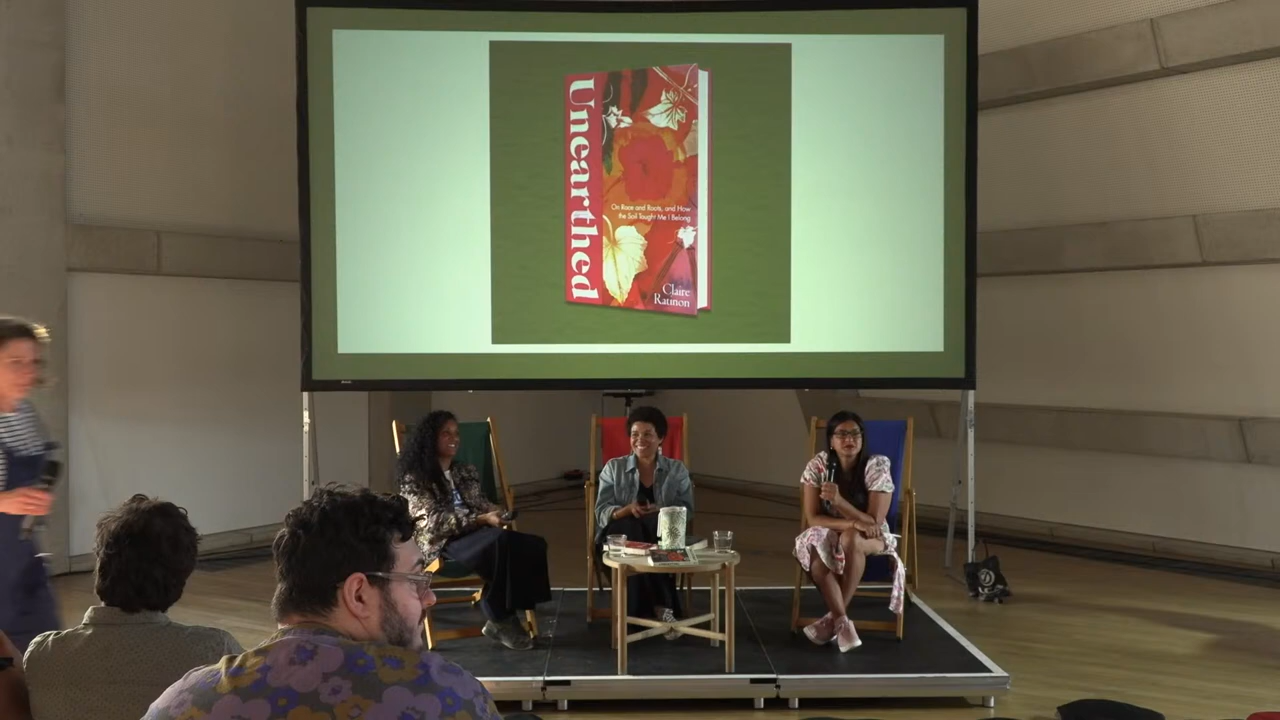 Unearthed
On Race and Roots, and How
the Soil Taught Me I Belong
Claire
Ratinon